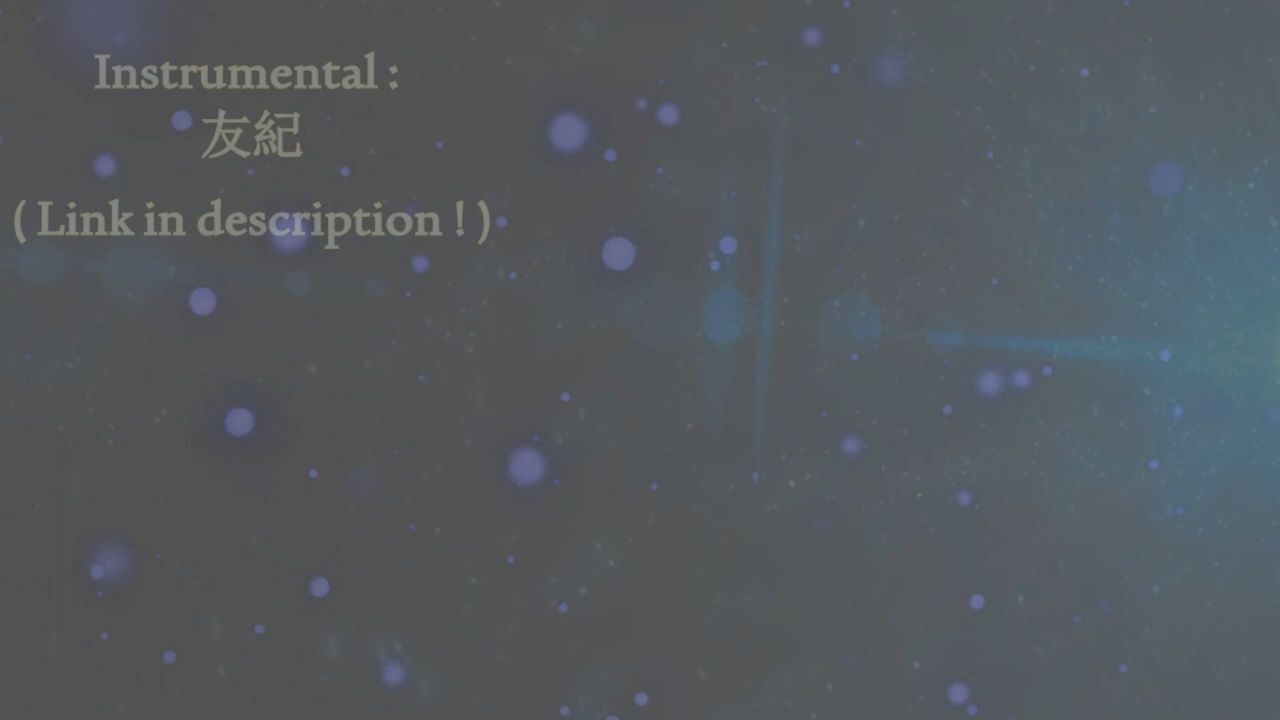 Instrumental :
友紀
( Link in description ! )